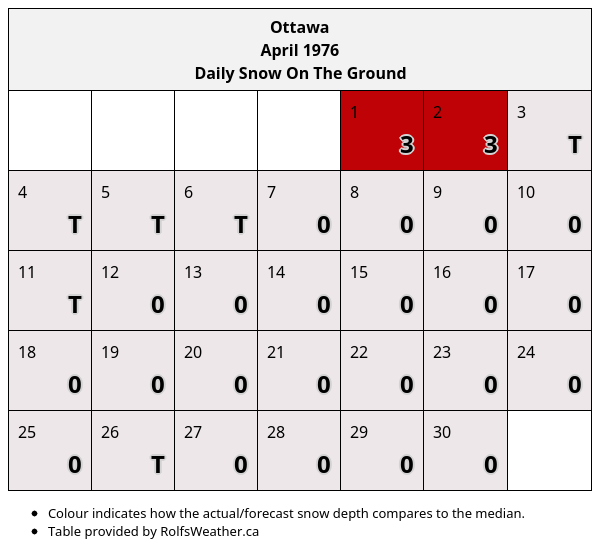 Ottawa
April 1976
Daily Snow On The Ground
1 2 3
3 3 T
4 5 6 7 8 9 10
T T T 0 0 0 0
11 12 13 14 15 16 17
T 0 0 0 0 0 0
18 19 20 21 22 23 24
0 0 0 0 0 0 0
25 26 27 28 29 30
0 T 0 0 0 0
• Colour indicates how the actual/forecast snow depth compares to the median.
• Table provided by RolfsWeather.ca